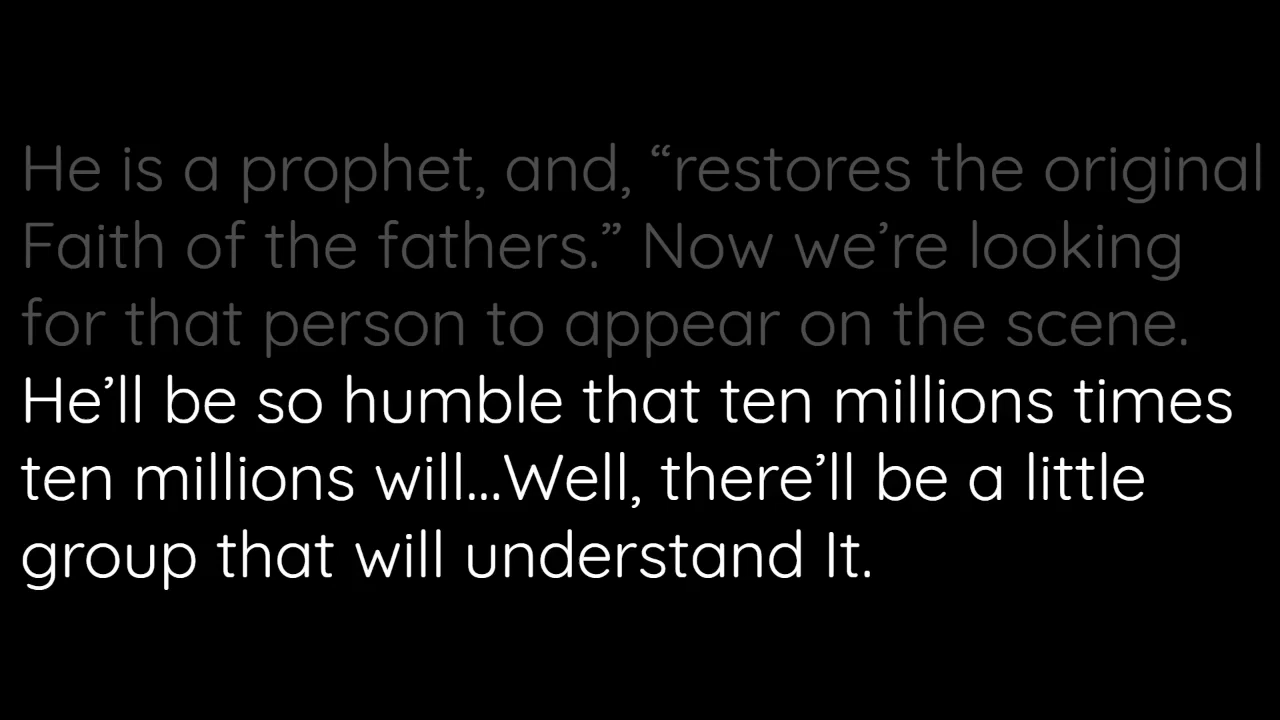 He is a prophet, and, “restores the original
Faith of the fathers.” Now we’re looking
for that person to appear on the scene.
He’ll be so humble that ten millions times
ten millions will...Well, there’ll be a little
group that will understand It.